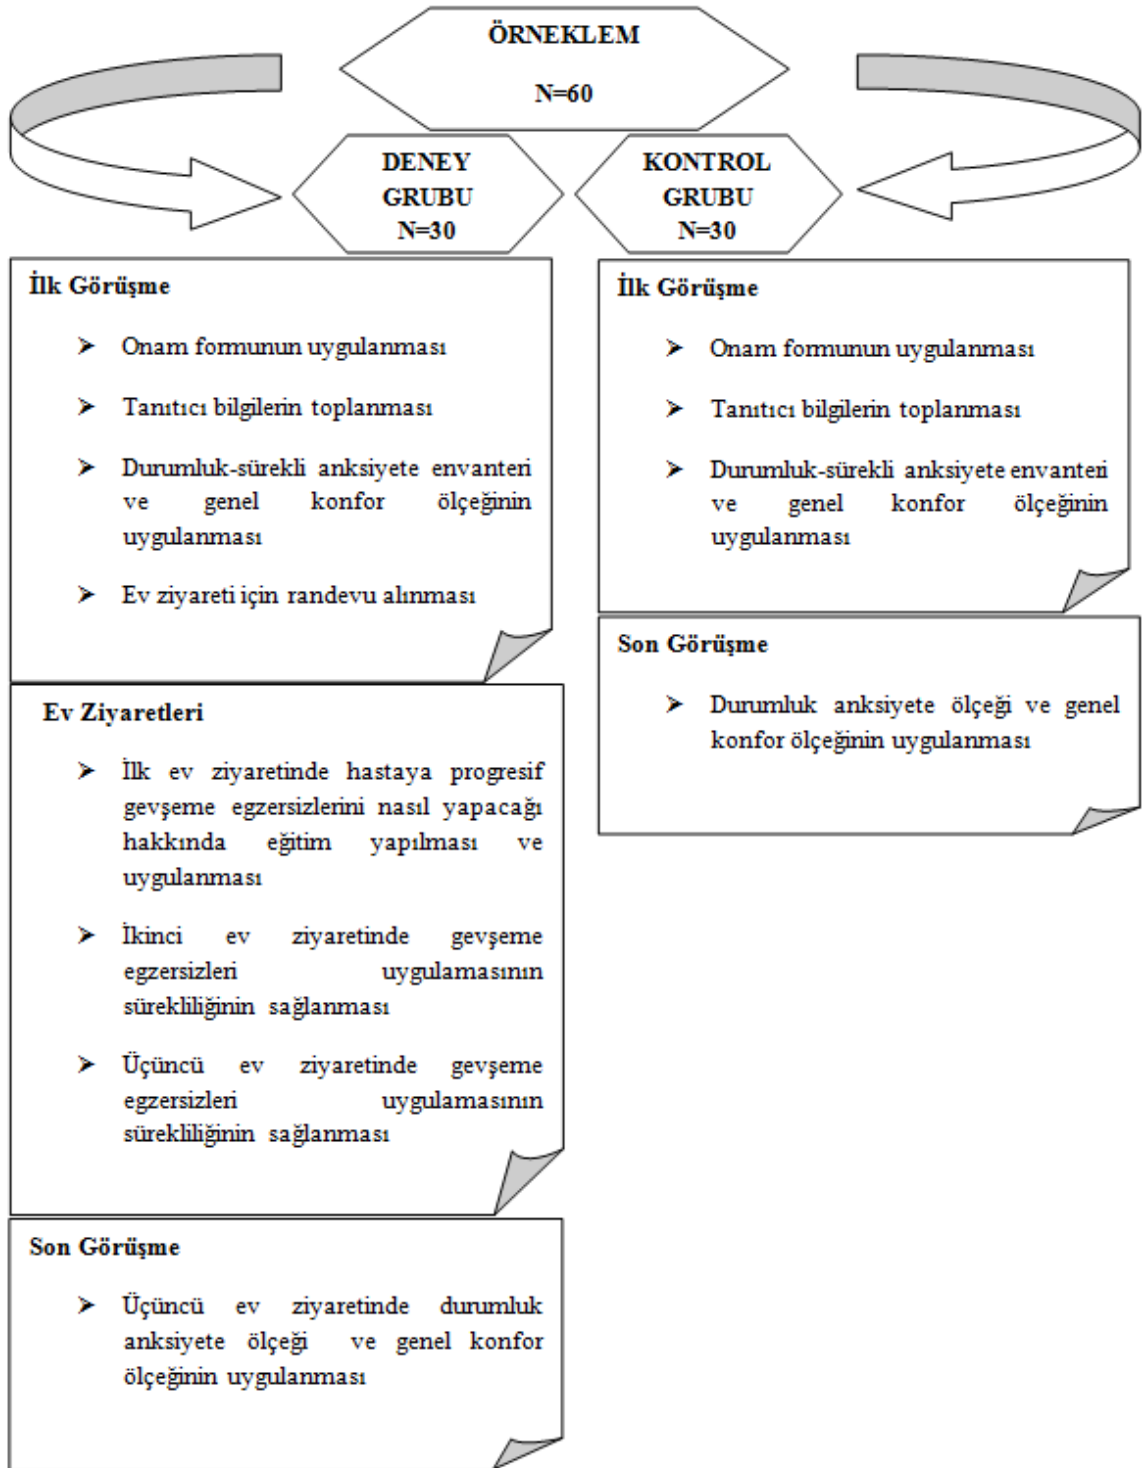 ÖRNEKLEM
N=60
DENEY
GRUBU
N=30
KONTROL
GRUBU
N=30
İlk Görüşme
➢ Onam formunun uygulanması
➢ Tanıtıcı bilgilerin toplanması
➢ Durumluk-sürekli anksiyete envanteri
ve genel konfor ölçeğinin
uygulanması
➢ Ev ziyareti için randevu alınması
Ev Ziyaretleri
➢ İlk ev ziyaretinde hastaya progresif
gevşeme egzersizlerini nasıl yapacağı
hakkında eğitim yapılması ve
uygulanması
➢ İkinci ev ziyaretinde gevşeme
egzersizleri uygulamasının
sürekliliğinin sağlanması
➢ Üçüncü ev ziyaretinde gevşeme
egzersizleri uygulamasının
sürekliliğinin sağlanması
Son Görüşme
➢ Üçüncü ev ziyaretinde durumluk
anksiyete ölçeği ve genel konfor
ölçeğinin uygulanması
İlk Görüşme
➢ Onam formunun uygulanması
➢ Tanıtıcı bilgilerin toplanması
➢ Durumluk-sürekli anksiyete envanteri
ve genel konfor ölçeğinin
uygulanması
Son Görüşme
➢ Durumluk anksiyete ölçeği ve genel
konfor ölçeğinin uygulanması